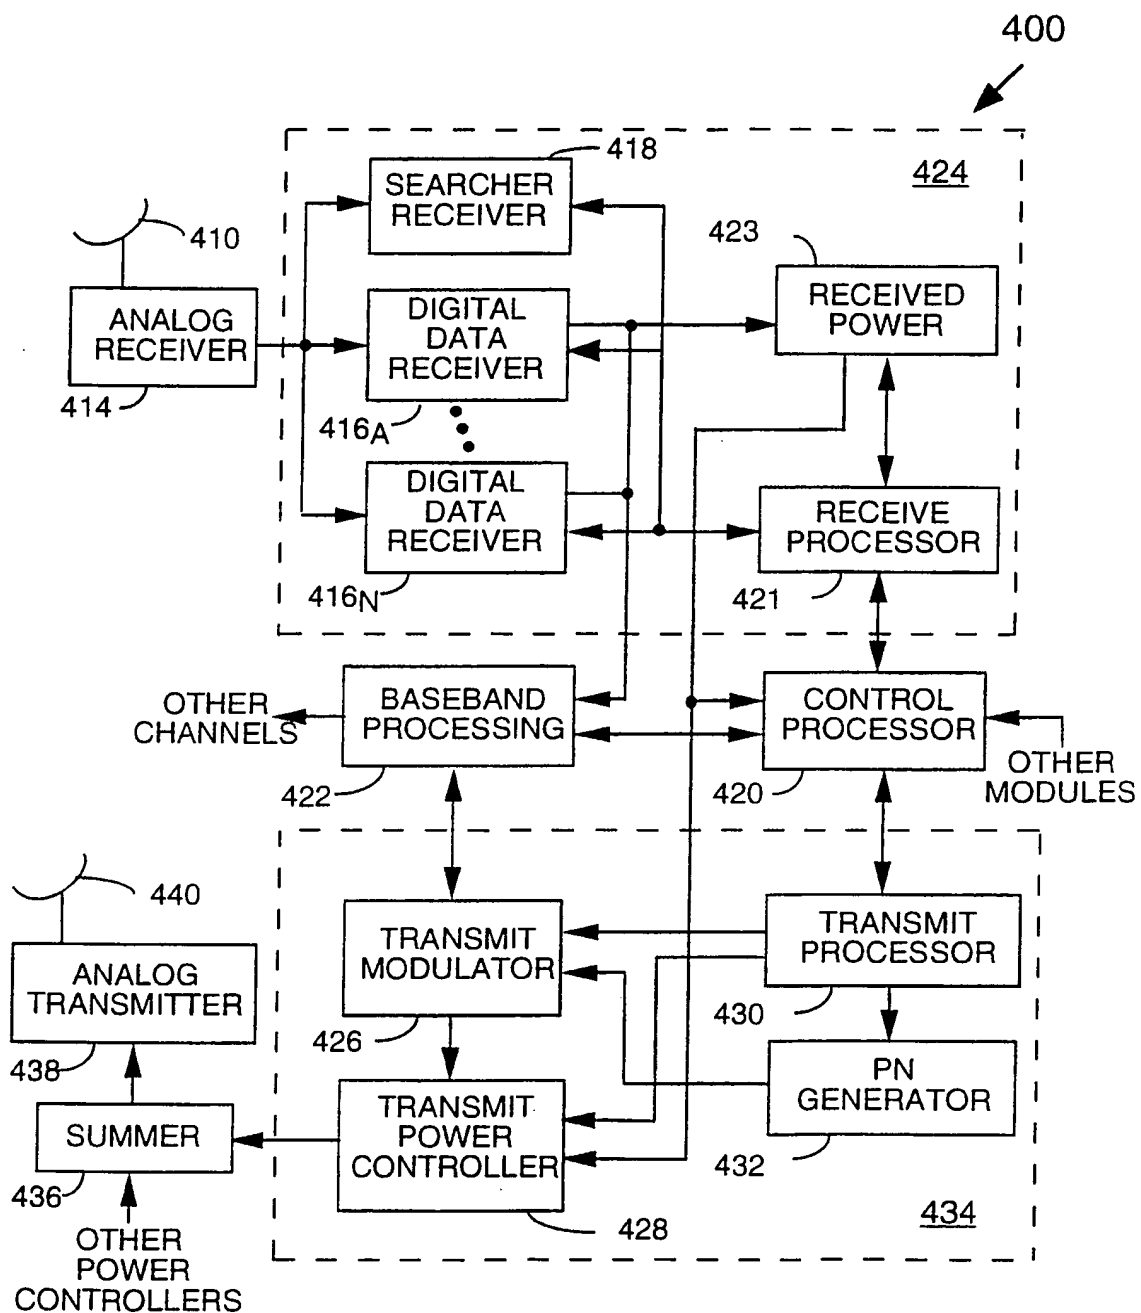 400
418
SEARCHER
RECEIVER
424
410
423
ANALOG
RECEIVER
414
DIGITAL
DATA
RECEIVER
416A
RECEIVED
POWER
DIGITAL
DATA
RECEIVER
416N
RECEIVE
PROCESSOR
421
OTHER
CHANNELS
BASEBAND
PROCESSING
422
CONTROL
PROCESSOR
420
OTHER
MODULES
440
ANALOG
TRANSMITTER
438
TRANSMIT
MODULATOR
426
TRANSMIT
PROCESSOR
430
SUMMER
436
TRANSMIT
POWER
CONTROLLER
428
PN
GENERATOR
432
434
OTHER
POWER
CONTROLLERS